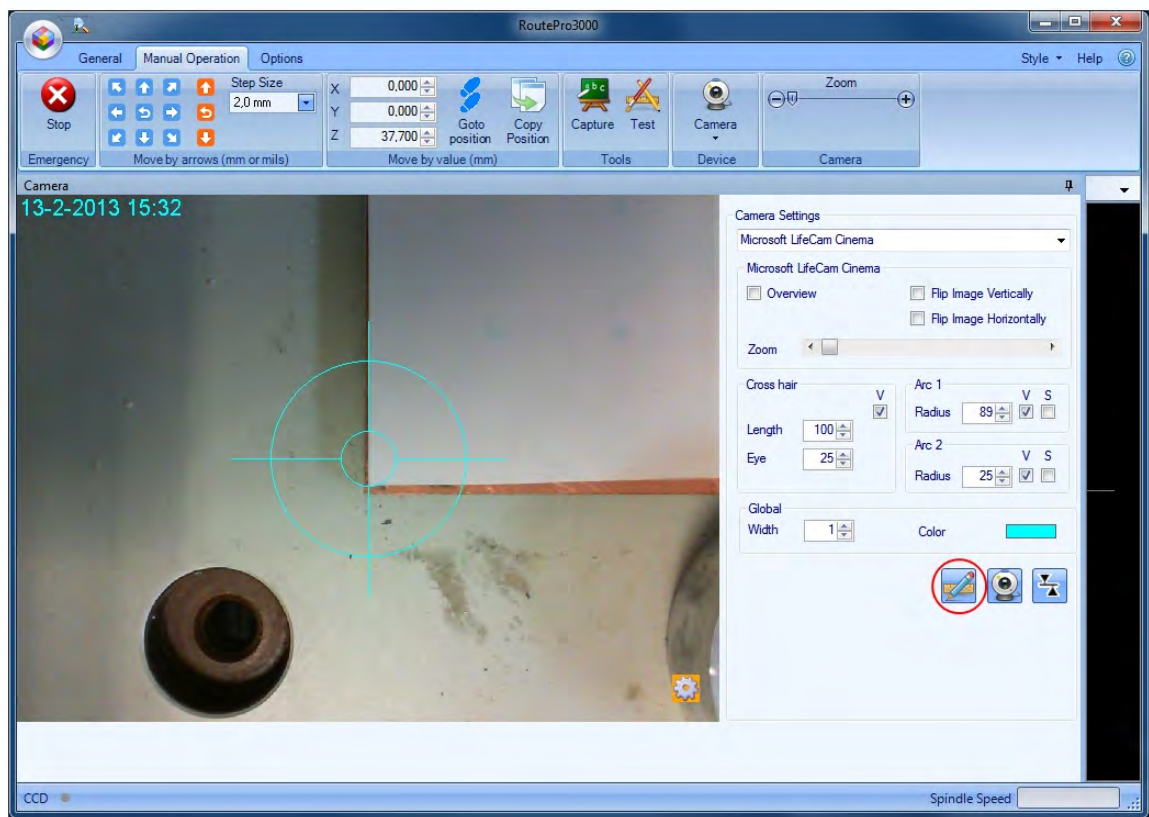 RoutePro3000
General Manual Operation Options Style Help
Stop
Emergency
Step Size
2,0 mm
Move by arrows (mm or mils)
X 0,000
Y 0,000
Z 37,700
Goto position
Copy Position
Move by value (mm)
abc
Capture Test
Tools
Camera
Device
Zoom
Camera
Camera
13-2-2013 15:32
Camera Settings
Microsoft LifeCam Cinema
Microsoft LifeCam Cinema
Overview Flip Image Vertically
Flip Image Horizontally
Zoom
Cross hair
V
Length 100
Eye 25
Arc 1
V S
Radius 89
Arc 2
V S
Radius 25
Global
Width 1 Color
CCD Spindle Speed